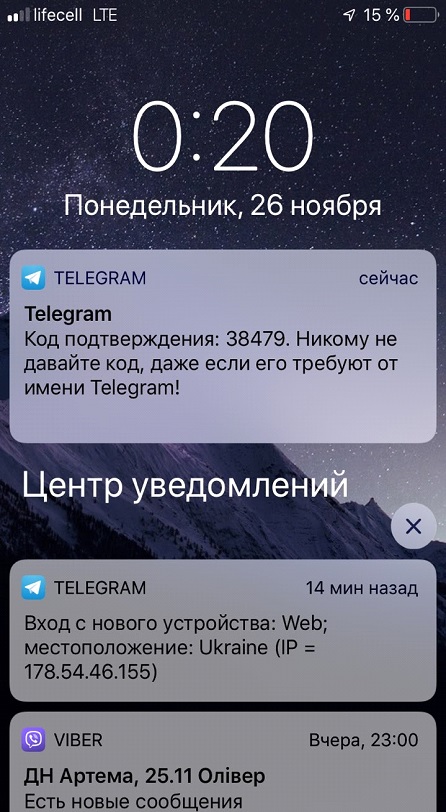 lifecell LTE 15 %
0:20
Понедельник, 26 ноября
TELEGRAM сейчас
Telegram
Код подтверждения: 38479. Никому не
давайте код, даже если его требуют от
имени Telegram!
Центр уведомлений
TELEGRAM 14 мин назад
Вход с нового устройства: Web;
местоположение: Ukraine (IP =
178.54.46.155)
VIBER Вчера, 23:00
ДН Артема, 25.11 Олівер
Есть новые сообщения